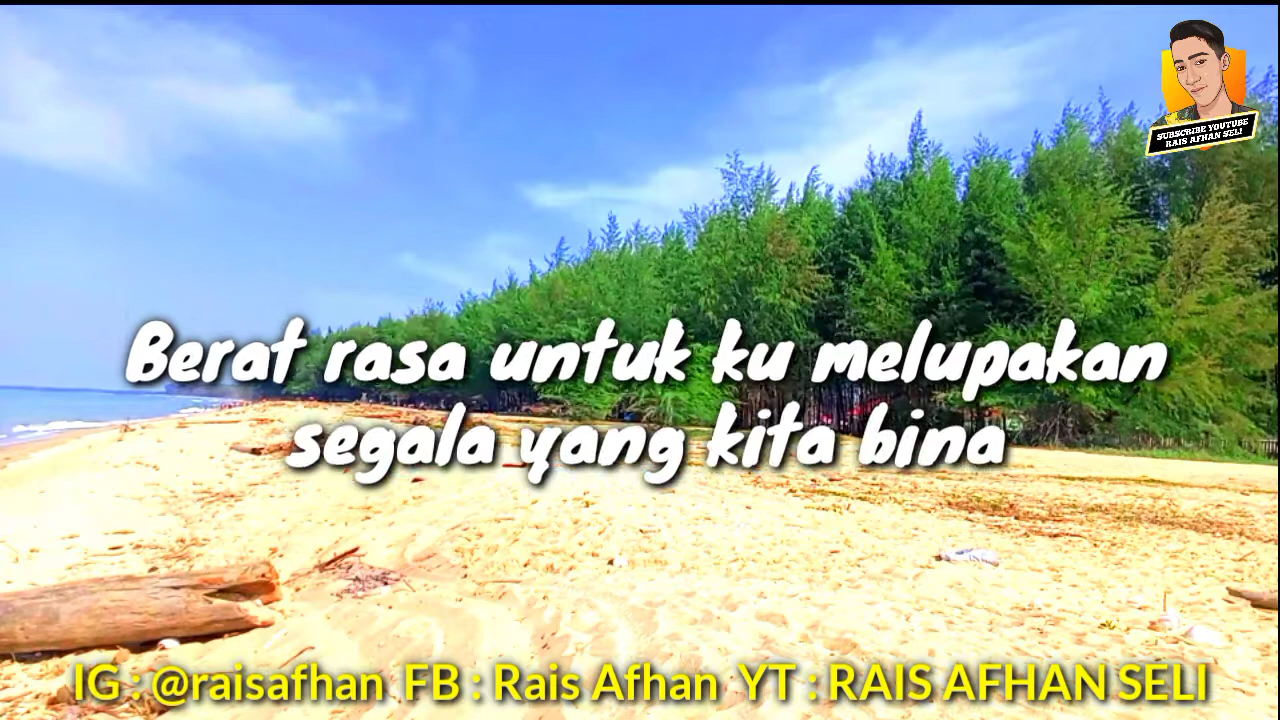 SUBSCRIBE YOUTUBE
RAIS AFHAN SELI
Berat rasa untuk ku melupakan
segala yang kita bina
IG : @raisafhan FB : Rais Afhan YT : RAIS AFHAN SELI